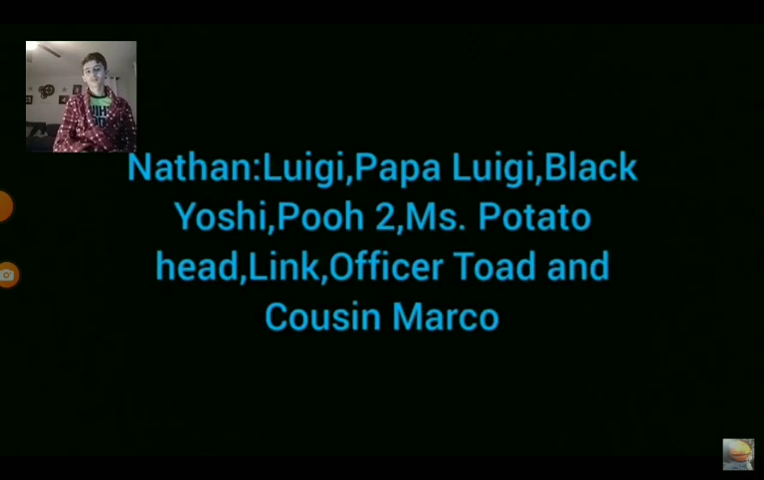 Nathan:Luigi,Papa Luigi,Black
Yoshi,Pooh 2,Ms. Potato
head,Link,Officer Toad and
Cousin Marco